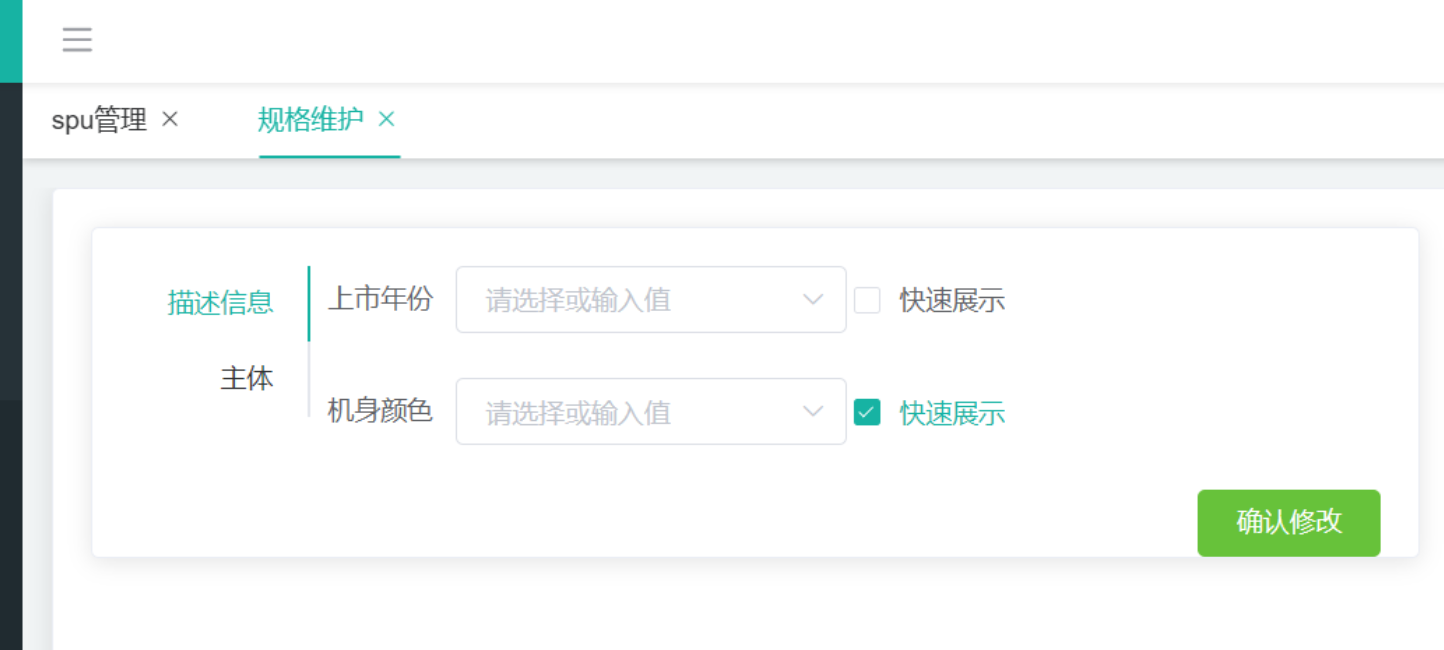 spu管理 × 规格维护 ×
描述信息
主体
上市年份 请选择或输入值 快速展示
机身颜色 请选择或输入值 快速展示
确认修改